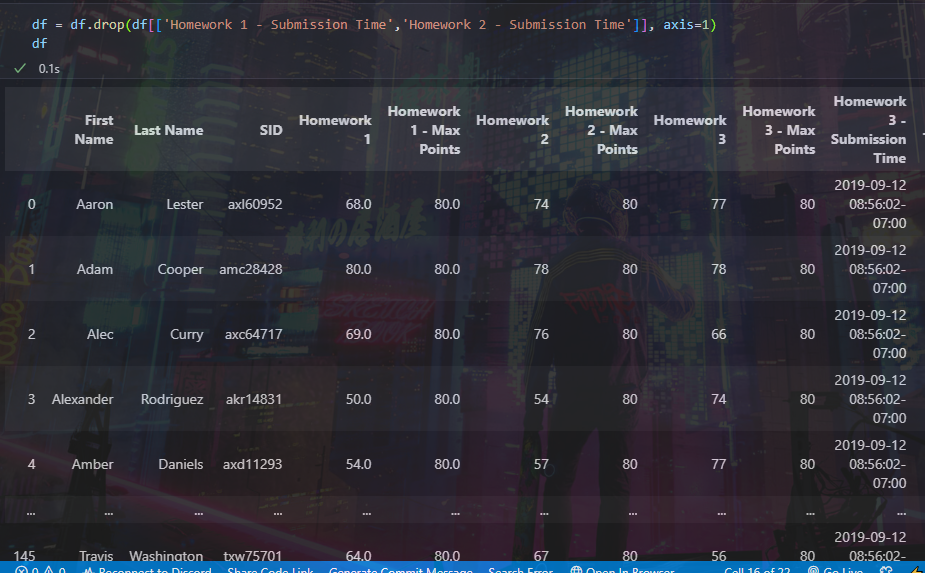 df = df.drop(df[['Homework 1 - Submission Time','Homework 2 - Submission Time']], axis=1)
df
0.1s
First Name Last Name SID Homework 1 Homework 1 - Max Points Homework 2 Homework 2 - Max Points Homework 3 Homework 3 - Max Points Homework 3 - Submission Time
0 Aaron Lester axl60952 68.0 80.0 74 80 77 80 2019-09-12 08:56:02-07:00
1 Adam Cooper amc28428 80.0 80.0 78 80 78 80 2019-09-12 08:56:02-07:00
2 Alec Curry axc64717 69.0 80.0 76 80 66 80 2019-09-12 08:56:02-07:00
3 Alexander Rodriguez akr14831 50.0 80.0 54 80 74 80 2019-09-12 08:56:02-07:00
4 Amber Daniels axd11293 54.0 80.0 57 80 77 80 2019-09-12 08:56:02-07:00
... ... ... ... ... ... ... ... ... ... ...
145 Travis Washington txw75701 64.0 80.0 67 80 56 80 2019-09-12 08:56:02-
0 0 Reconnect to Discord Share Code Link Generate Commit Message Search Error Open In Browser Cell 16 of 22 Go Live